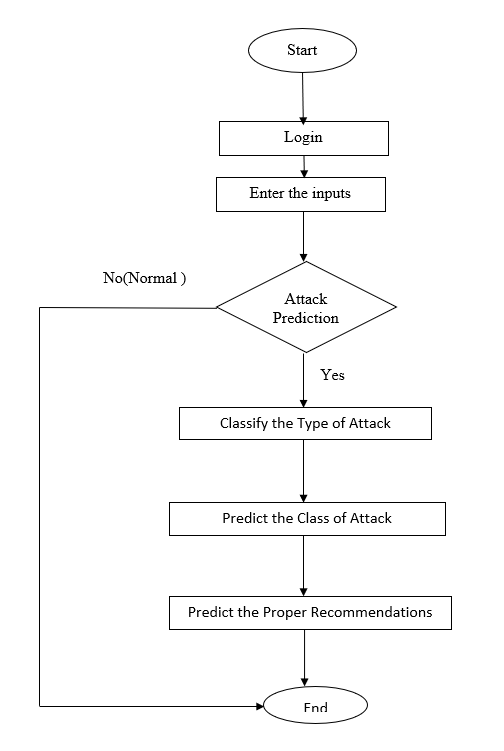 Start
Login
Enter the inputs
No(Normal )
Attack
Prediction
Yes
Classify the Type of Attack
Predict the Class of Attack
Predict the Proper Recommendations
End